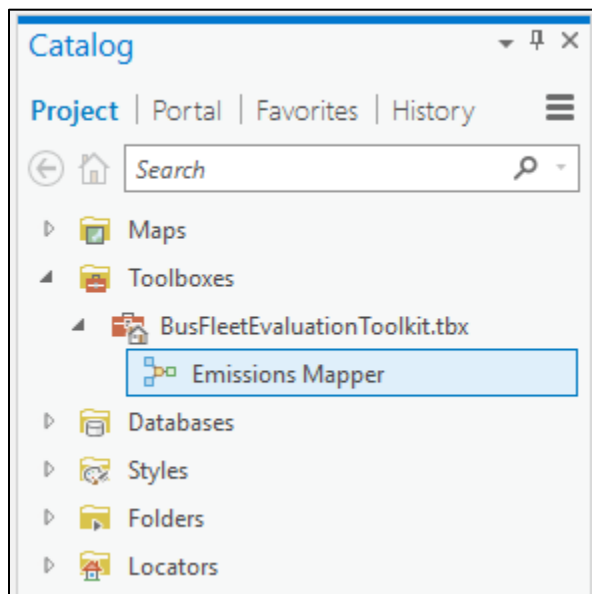 Catalog
Project | Portal | Favorites | History
Search
Maps
Toolboxes
BusFleetEvaluationToolkit.tbx
Emissions Mapper
Databases
Styles
Folders
Locators